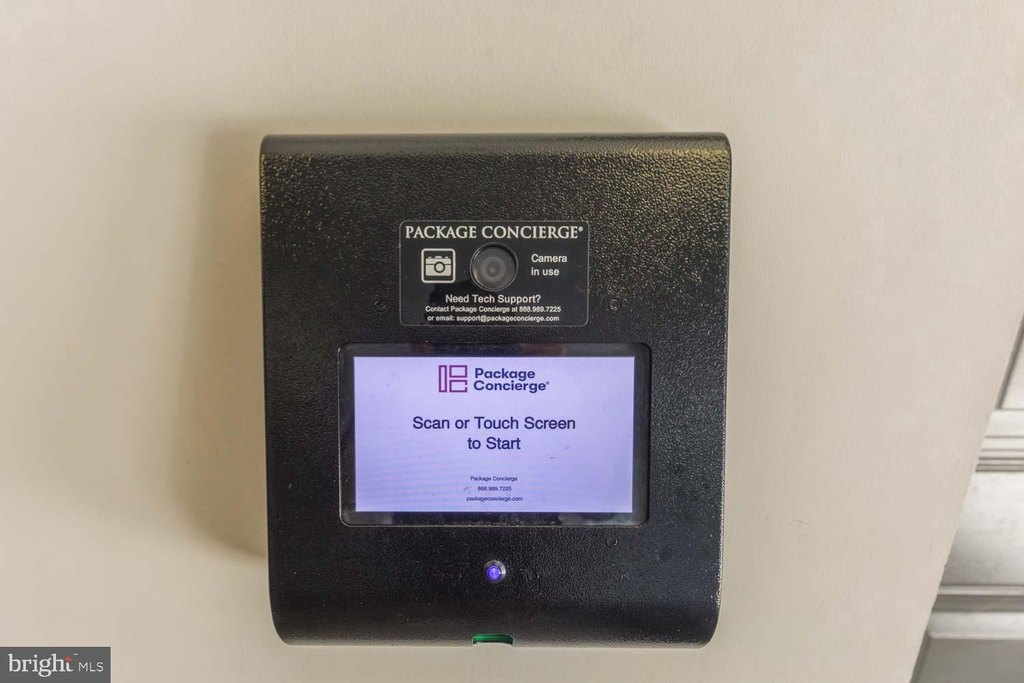 PACKAGE CONCIERGE®
Camera
in use
Need Tech Support?
Contact Package Concierge at 888.989.7225
or email: support@packageconcierge.com
Package
Concierge®
Scan or Touch Screen
to Start
Package Concierge
888.989.7225
packageconcierge.com
bright MLS